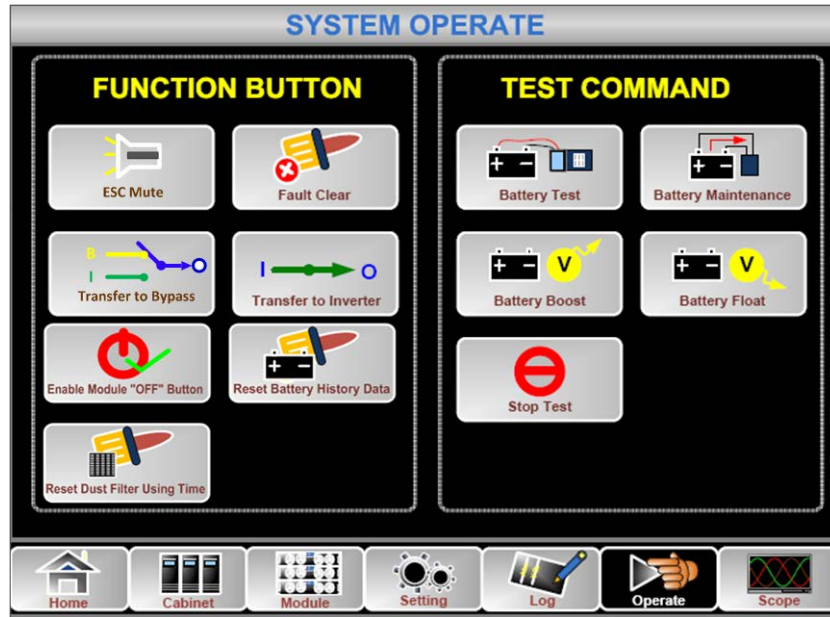 SYSTEM OPERATE
FUNCTION BUTTON
ESC Mute
Fault Clear
B
I
Transfer to Bypass
I O
Transfer to Inverter
Enable Module "OFF" Button
Reset Battery History Data
Reset Dust Filter Using Time
TEST COMMAND
Battery Test
Battery Maintenance
V
Battery Boost
V
Battery Float
Stop Test
Home
Cabinet
Module
Setting
Log
Operate
Scope